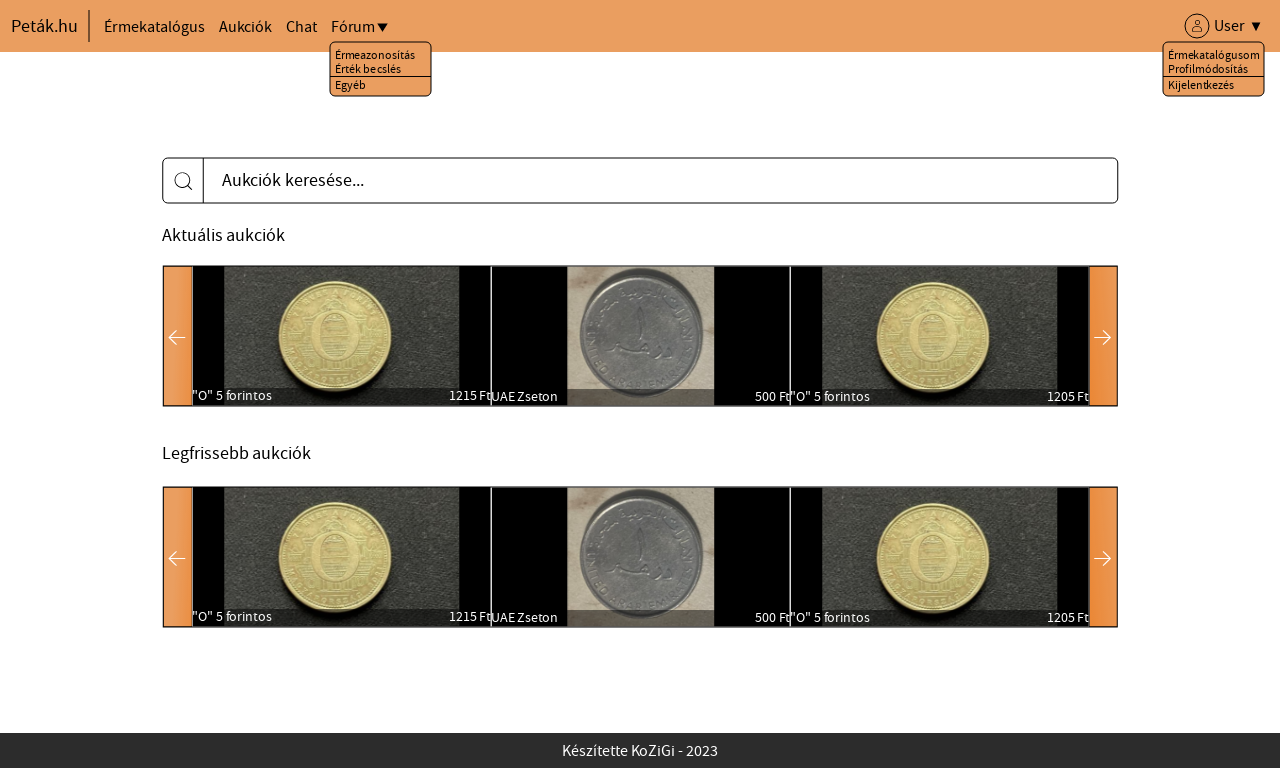 Peták.hu Érmekatalógus Aukciók Chat Fórum▼ User ▼
Érmeazonosítás
Érték becslés
Egyéb
Érmekatalógusom
Profilmódosítás
Kijelentkezés
Aukciók keresése...
Aktuális aukciók
"O" 5 forintos 1215 Ft
UAE Zseton 500 Ft
"O" 5 forintos 1205 Ft
Legfrissebb aukciók
"O" 5 forintos 1215 Ft
UAE Zseton 500 Ft
"O" 5 forintos 1205 Ft
Készítette KoZiGi - 2023